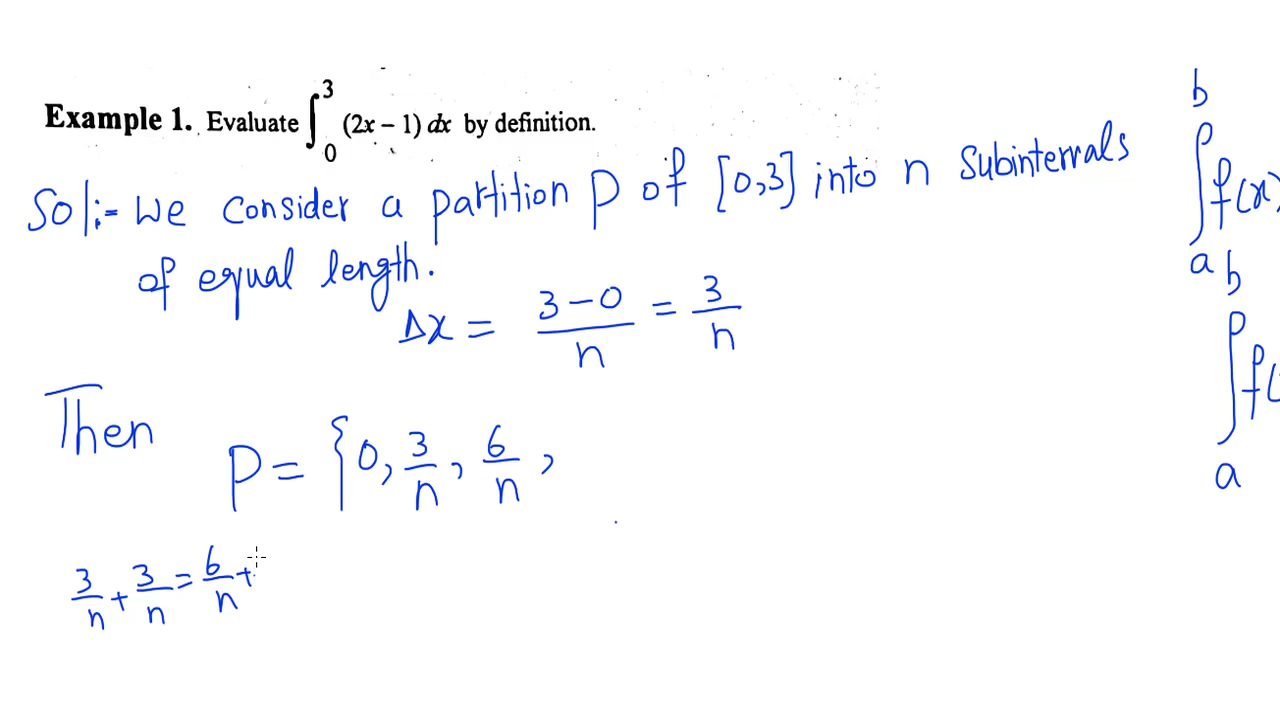 Example 1. Evaluate ∫₀³ (2x – 1) dx by definition.
Sol:- We consider a partition P of [0,3] into n Subintervals
of equal length.
Δx = (3-0)/n = 3/n
Then
P = {0, 3/n, 6/n,
3/n + 3/n = 6/n +
b
∫f(x)
a
b
∫f(
a